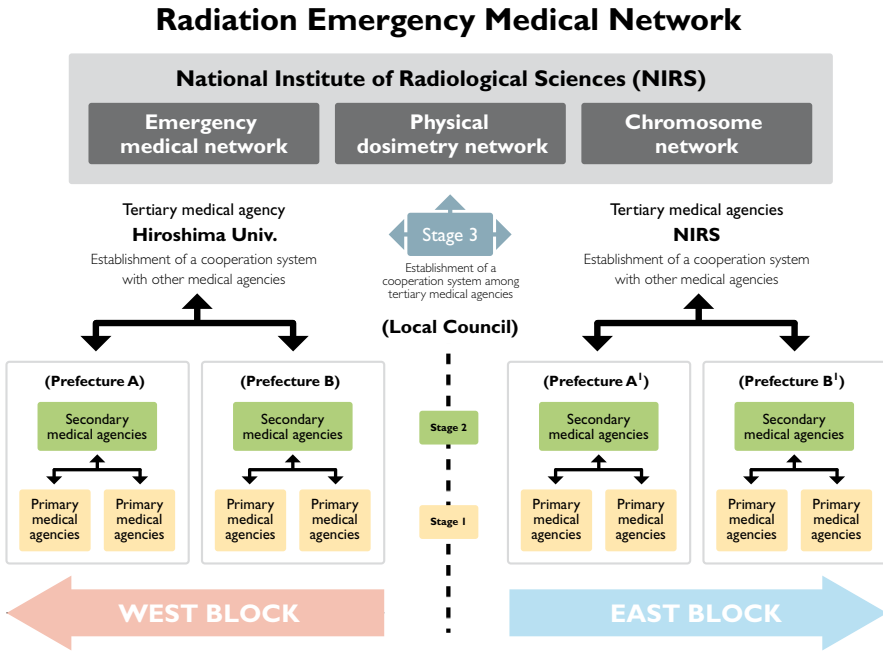 Radiation Emergency Medical Network
National Institute of Radiological Sciences (NIRS)
Emergency
medical network
Physical
dosimetry network
Chromosome
network
Tertiary medical agency
Hiroshima Univ.
Establishment of a cooperation system
with other medical agencies
Stage 3
Establishment of a
cooperation system among
tertiary medical agencies
Tertiary medical agencies
NIRS
Establishment of a cooperation system
with other medical agencies
(Local Council)
(Prefecture A)
Secondary
medical agencies
Primary
medical
agencies
Primary
medical
agencies
(Prefecture B)
Secondary
medical agencies
Primary
medical
agencies
Primary
medical
agencies
Stage 2
Stage 1
(Prefecture A¹)
Secondary
medical agencies
Primary
medical
agencies
Primary
medical
agencies
(Prefecture B¹)
Secondary
medical agencies
Primary
medical
agencies
Primary
medical
agencies
WEST BLOCK
EAST BLOCK